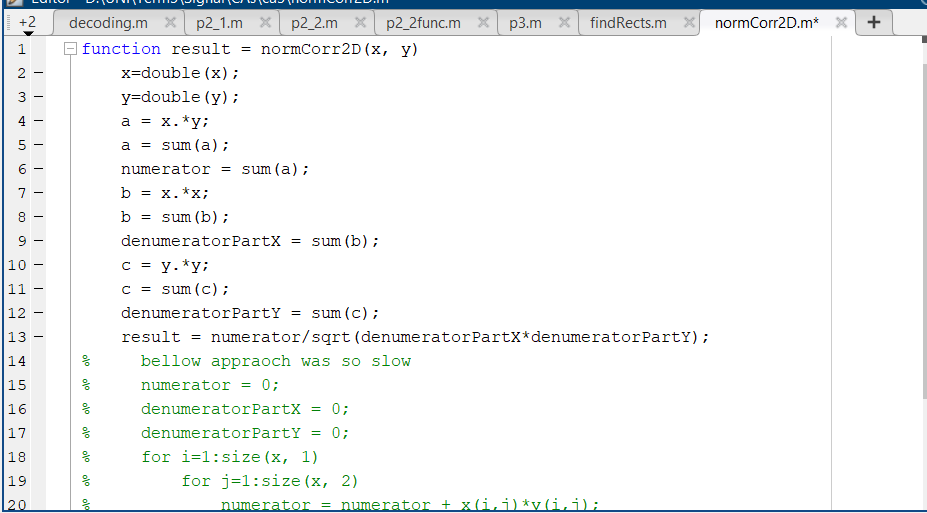 +2 decoding.m p2_1.m p2_2.m p2_2func.m p3.m findRects.m normCorr2D.m* +
1 function result = normCorr2D(x, y)
2 – x=double(x);
3 – y=double(y);
4 – a = x.*y;
5 – a = sum(a);
6 – numerator = sum(a);
7 – b = x.*x;
8 – b = sum(b);
9 – denumeratorPartX = sum(b);
10 – c = y.*y;
11 – c = sum(c);
12 – denumeratorPartY = sum(c);
13 – result = numerator/sqrt(denumeratorPartX*denumeratorPartY);
14 % bellow appraoch was so slow
15 % numerator = 0;
16 % denumeratorPartX = 0;
17 % denumeratorPartY = 0;
18 % for i=1:size(x, 1)
19 % for j=1:size(x, 2)
20 % numerator = numerator + x(i,j)*y(i,j);